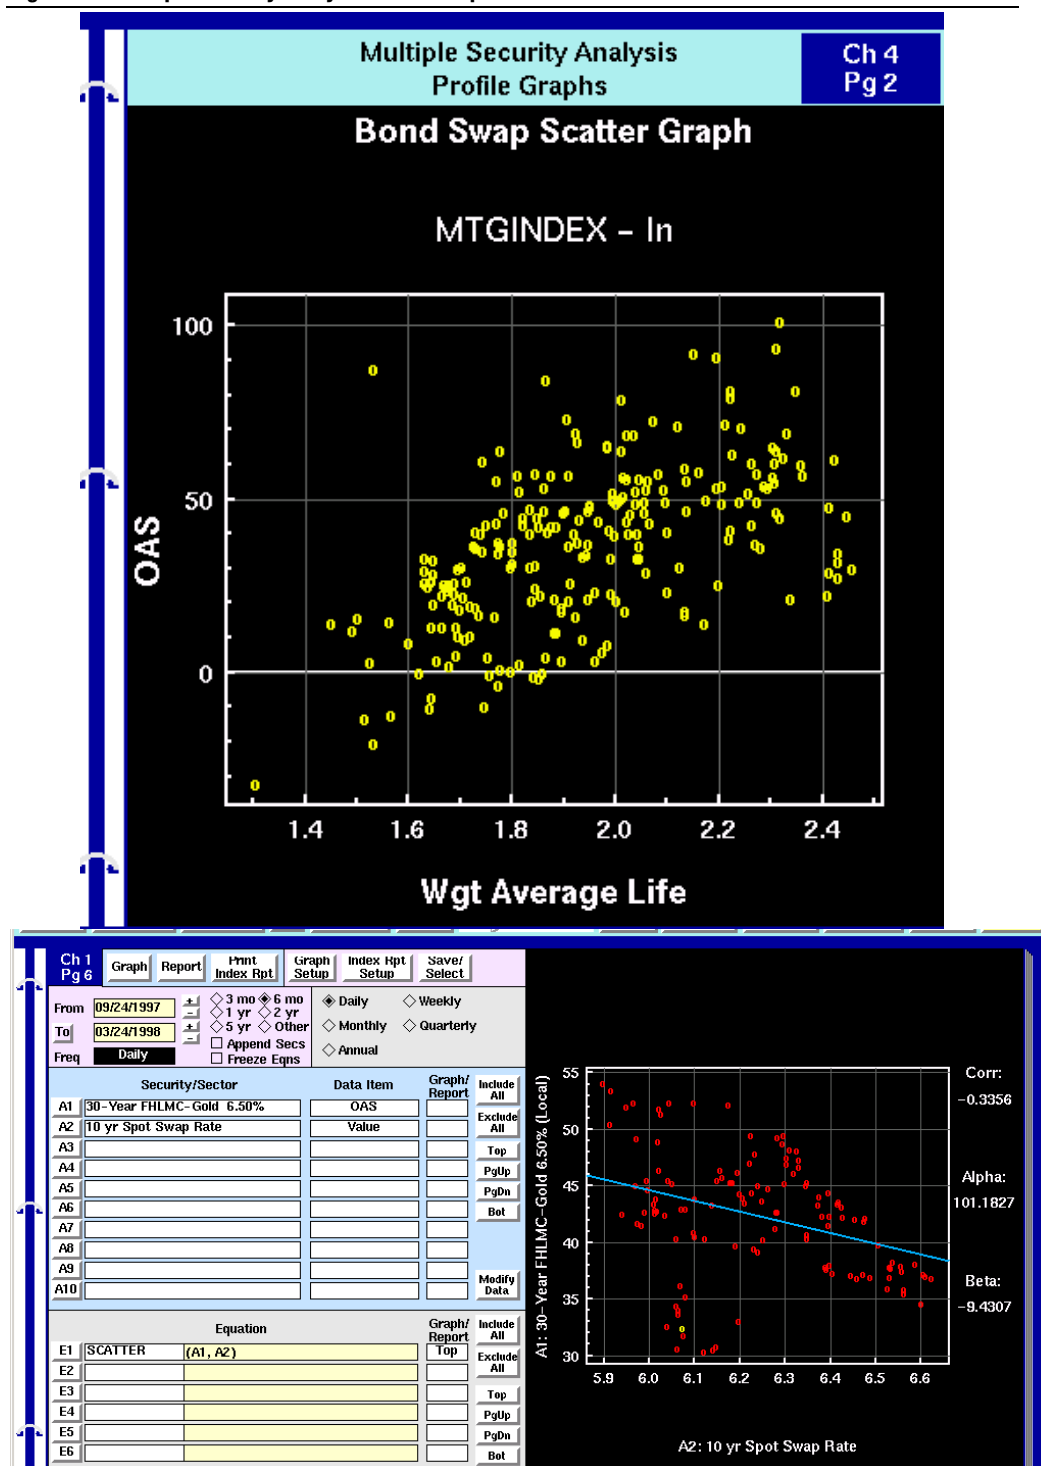 Multiple Security Analysis
Profile Graphs
Ch 4
Pg 2
Bond Swap Scatter Graph
MTGINDEX - In
100
50
0
OAS
1.4 1.6 1.8 2.0 2.2 2.4
Wgt Average Life
Ch 1
Pg 6
Graph
Report
Print
Index Rpt
Graph
Setup
Index Rpt
Setup
Save/
Select
From 09/24/1997 + -
To 03/24/1998 + -
Freq Daily
3 mo 6 mo
1 yr 2 yr
5 yr Other
Append Secs
Freeze Eqns
Daily Weekly
Monthly Quarterly
Annual
Security/Sector Data Item Graph/
Report
Include
All
A1 30-Year FHLMC-Gold 6.50% OAS
Exclude
All
A2 10 yr Spot Swap Rate Value
A3 Top
A4 PgUp
A5 PgDn
A6 Bot
A7
A8
A9
A10
Modify
Data
Equation Graph/
Report
Include
All
E1 SCATTER (A1, A2) Top
Exclude
All
E2
E3 Top
E4 PgUp
E5 PgDn
E6 Bot
A1: 30-Year FHLMC-Gold 6.50% (Local)
55
50
45
40
35
30
5.9 6.0 6.1 6.2 6.3 6.4 6.5 6.6
A2: 10 yr Spot Swap Rate
Corr:
-0.3356
Alpha:
101.1827
Beta:
-9.4307